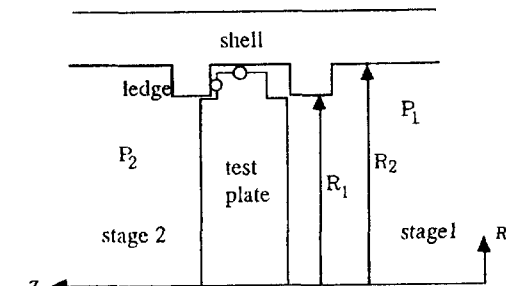 shell
ledge
P1
P2
R2
test
plate
R1
stage 2
stage1
R
Z